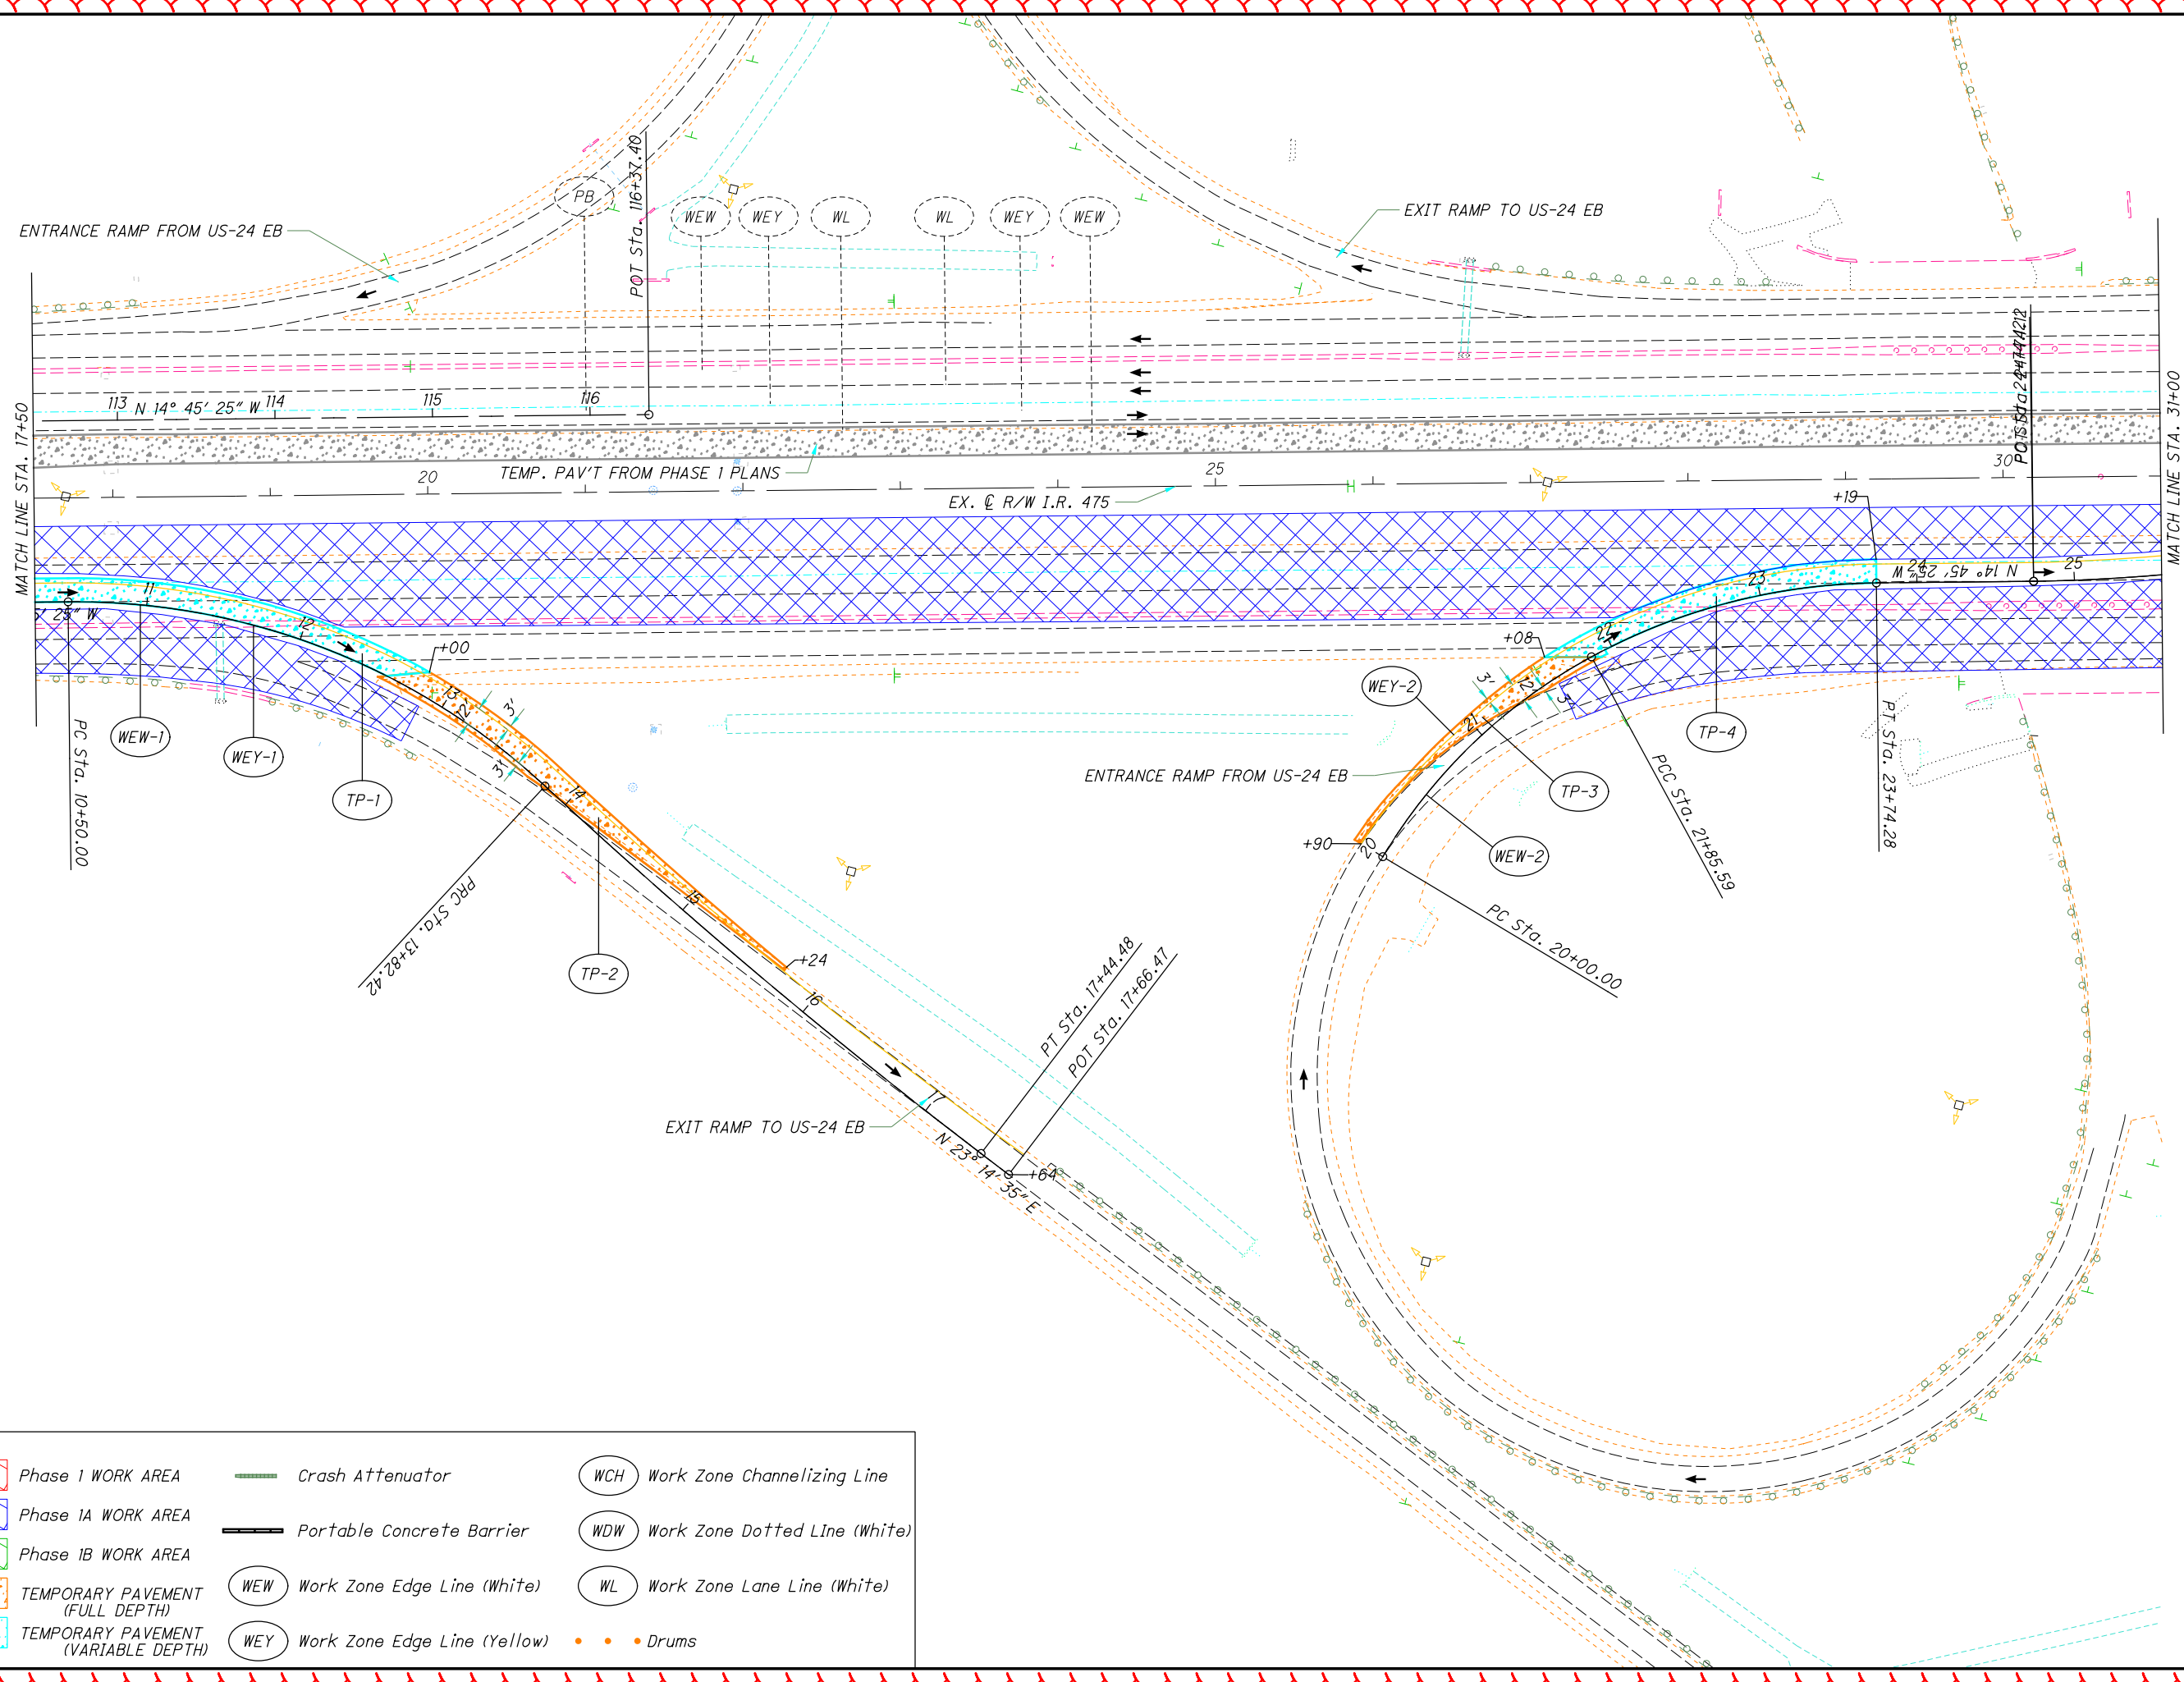 ENTRANCE RAMP FROM US-24 EB
PB
POT Sta. 116+37.40
WEW
WEY
WL
WL
WEY
WEW
EXIT RAMP TO US-24 EB
MATCH LINE STA. 17+50
113
N 14° 45' 25" W
114
115
116
TEMP. PAV'T FROM PHASE 1 PLANS
20
25
30
EX. ℄ R/W I.R. 475
MATCH LINE STA. 31+00
+19
5' 25" W
11
12
+00
13
12'
3'
3'
14
15
+24
16
17
PC Sta. 10+50.00
WEW-1
WEY-1
TP-1
PRC Sta. 13+82.42
TP-2
PT Sta. 17+44.48
POT Sta. 17+66.47
EXIT RAMP TO US-24 EB
N 23° 14' 35" E
+64
WEY-2
+08
3'
12'
3'
20
21
22
23
24
25
N 14° 45' 25" W
ENTRANCE RAMP FROM US-24 EB
TP-3
TP-4
WEW-2
+90
PC Sta. 20+00.00
PCC Sta. 21+85.59
PT Sta. 23+74.28
Phase 1 WORK AREA
Phase 1A WORK AREA
Phase 1B WORK AREA
TEMPORARY PAVEMENT
(FULL DEPTH)
TEMPORARY PAVEMENT
(VARIABLE DEPTH)
Crash Attenuator
Portable Concrete Barrier
WEW Work Zone Edge Line (White)
WEY Work Zone Edge Line (Yellow)
WCH Work Zone Channelizing Line
WDW Work Zone Dotted LIne (White)
WL Work Zone Lane Line (White)
Drums